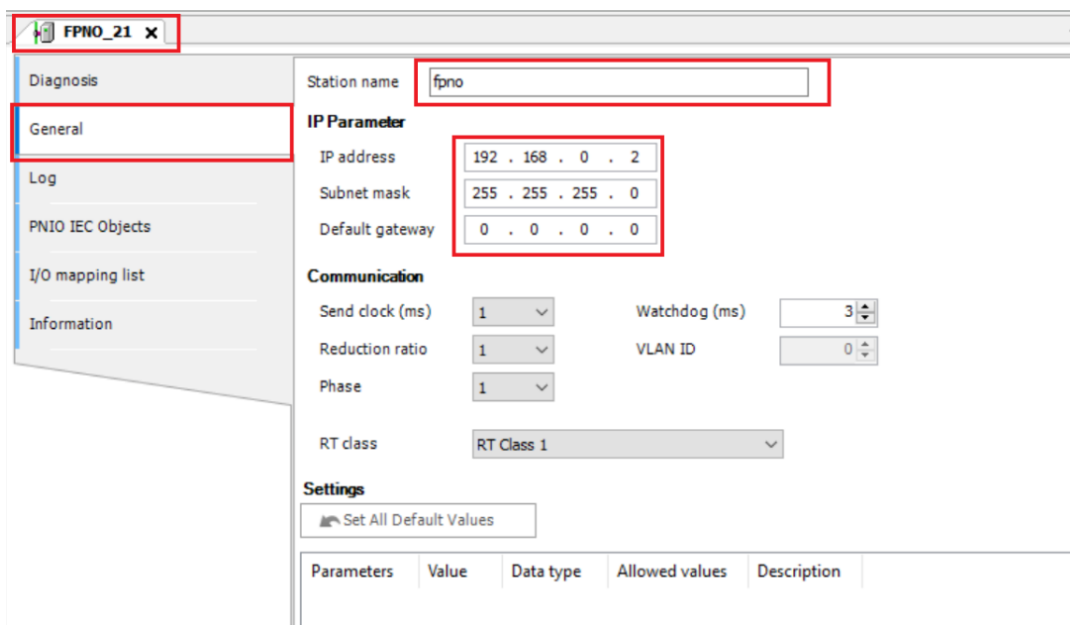 FPNO_21 x
Diagnosis
General
Log
PNIO IEC Objects
I/O mapping list
Information
Station name fpno
IP Parameter
IP address 192 . 168 . 0 . 2
Subnet mask 255 . 255 . 255 . 0
Default gateway 0 . 0 . 0 . 0
Communication
Send clock (ms) 1 Watchdog (ms) 3
Reduction ratio 1 VLAN ID 0
Phase 1
RT class RT Class 1
Settings
Set All Default Values
Parameters Value Data type Allowed values Description